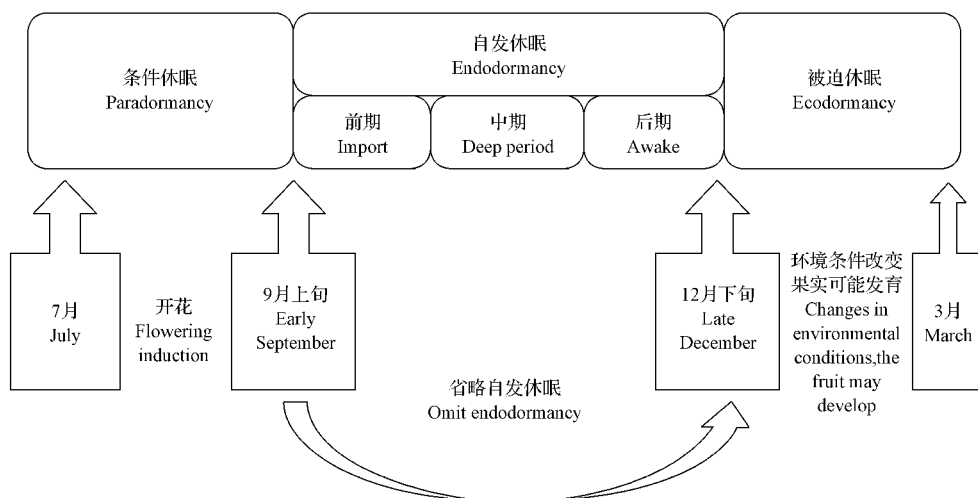 条件休眠
Paradormancy
自发休眠
Endodormancy
前期
Import
中期
Deep period
后期
Awake
被迫休眠
Ecodormancy
7月
July
开花
Flowering
induction
9月上旬
Early
September
省略自发休眠
Omit endodormancy
12月下旬
Late
December
环境条件改变
果实可能发育
Changes in
environmental
conditions,the
fruit may
develop
3月
March